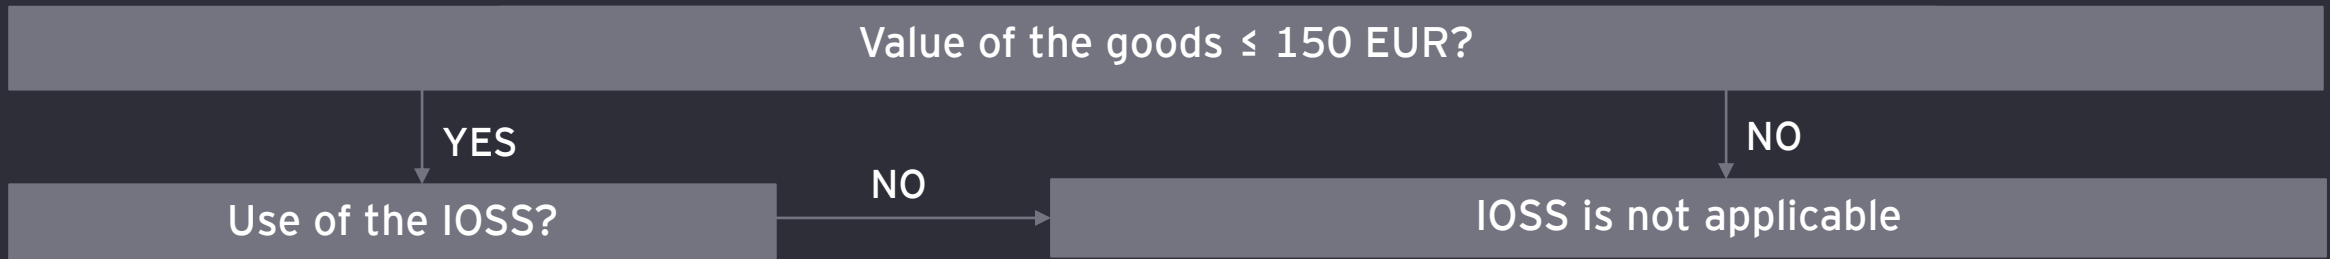 Value of the goods ≤ 150 EUR?
YES
NO
NO
Use of the IOSS?
IOSS is not applicable